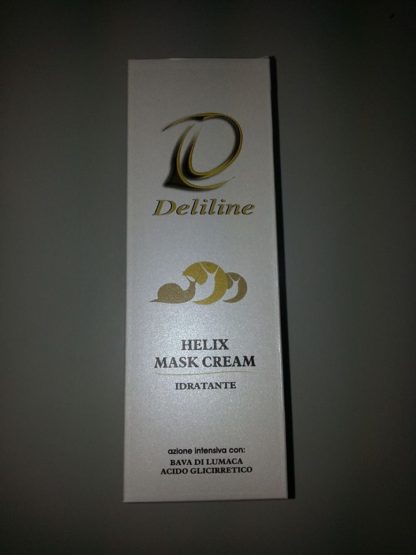 Deliline
HELIX
MASK CREAM
IDRATANTE
azione intensiva con:
BAVA DI LUMACA
ACIDO GLICIRRETICO